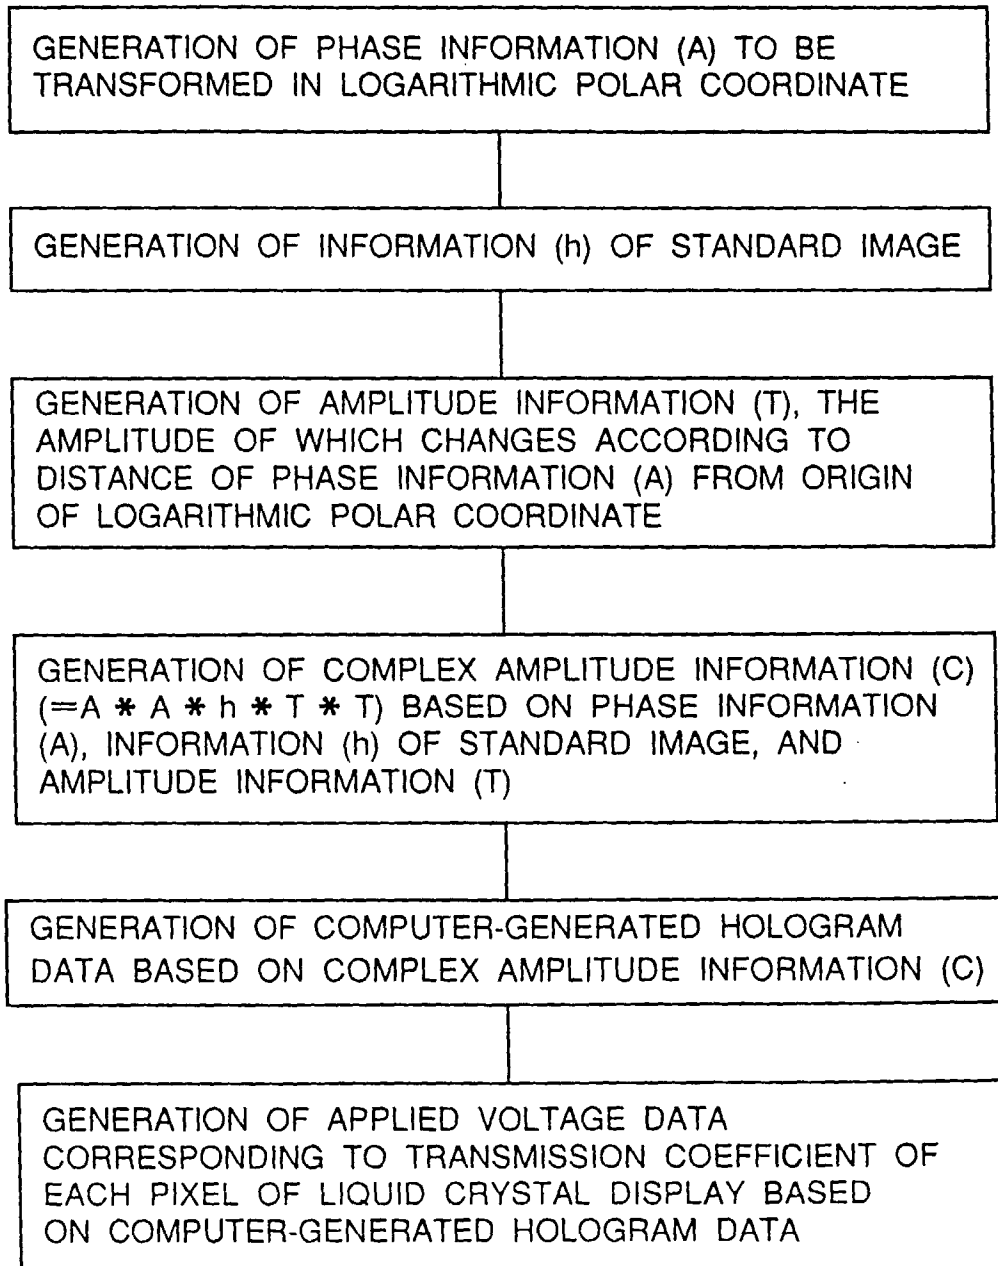 GENERATION OF PHASE INFORMATION (A) TO BE
TRANSFORMED IN LOGARITHMIC POLAR COORDINATE
GENERATION OF INFORMATION (h) OF STANDARD IMAGE
GENERATION OF AMPLITUDE INFORMATION (T), THE
AMPLITUDE OF WHICH CHANGES ACCORDING TO
DISTANCE OF PHASE INFORMATION (A) FROM ORIGIN
OF LOGARITHMIC POLAR COORDINATE
GENERATION OF COMPLEX AMPLITUDE INFORMATION (C)
(=A * A * h * T * T) BASED ON PHASE INFORMATION
(A), INFORMATION (h) OF STANDARD IMAGE, AND
AMPLITUDE INFORMATION (T)
GENERATION OF COMPUTER-GENERATED HOLOGRAM
DATA BASED ON COMPLEX AMPLITUDE INFORMATION (C)
GENERATION OF APPLIED VOLTAGE DATA
CORRESPONDING TO TRANSMISSION COEFFICIENT OF
EACH PIXEL OF LIQUID CRYSTAL DISPLAY BASED
ON COMPUTER-GENERATED HOLOGRAM DATA